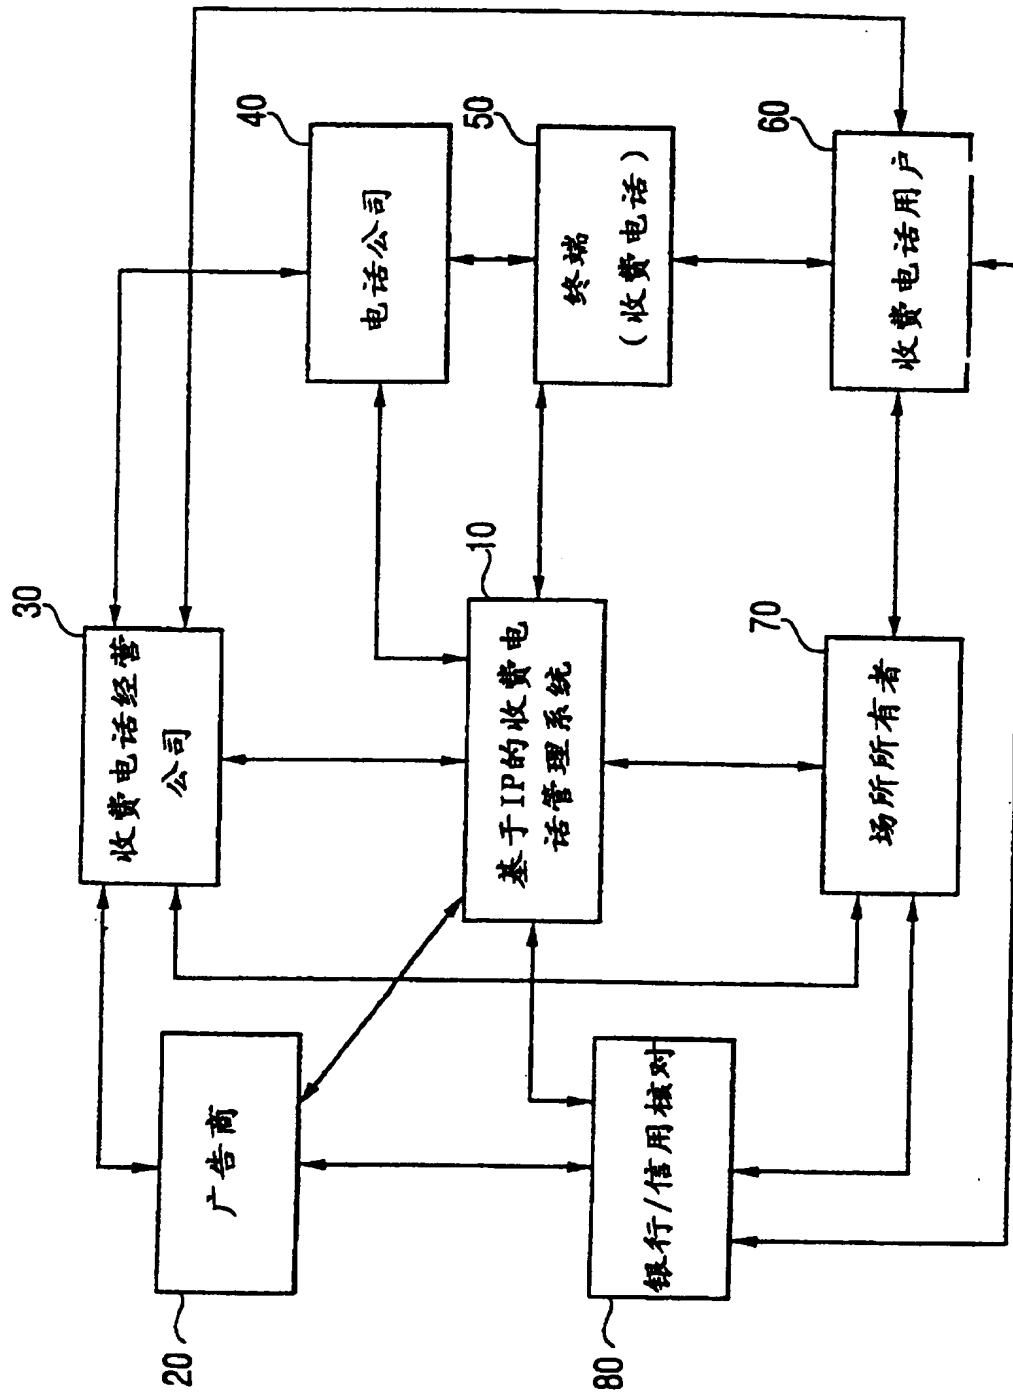 30
收费电话经营
公司
20
广告商
40
电话公司
10
基于IP的收费电
话管理系统
50
终端
（收费电话）
80
银行/信用核对
70
场所所有者
60
收费电话用户